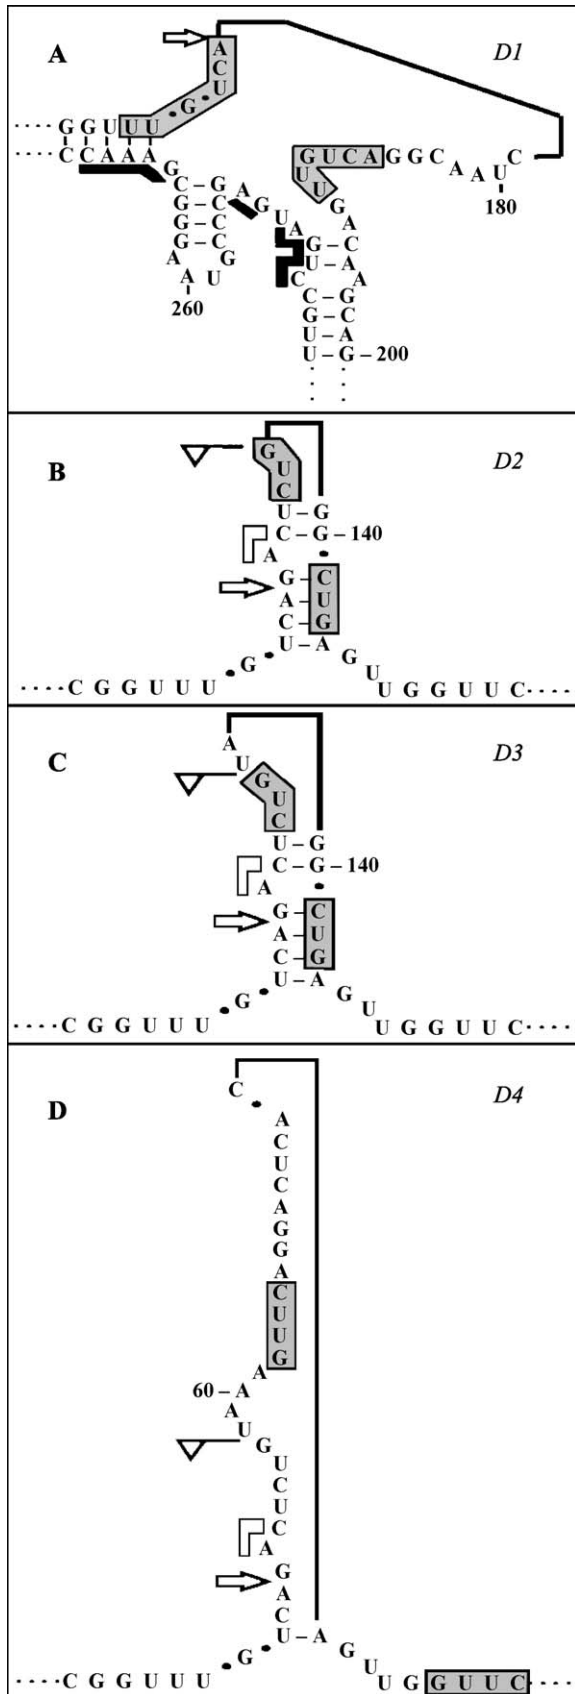 A
D1
A
C
U
G
····· G G U U U
····· C C A A A
G U C A G G C A A U C
U U
180
G C G G G A A
260
G C C C G U
A G U A G U C C G U U
G A C A A G C A G – 200
B
D2
G
U
C
U – G
C – G – 140
A
G – C
A – U
C – G
U – A
···· C G G U U U · G ·
G U U G G U U C ····
C
D3
A
U
G
U
C
U – G
C – G – 140
A
G – C
A – U
C – G
U – A
···· C G G U U U · G ·
G U U G G U U C ····
D
D4
C
A
C
U
C
A
G
G
A
C
U
U
G
A
60 – A
A
U
G
U
C
U
C
A
G
A
C
U – A
···· C G G U U U · G ·
G U U G G U U C ····